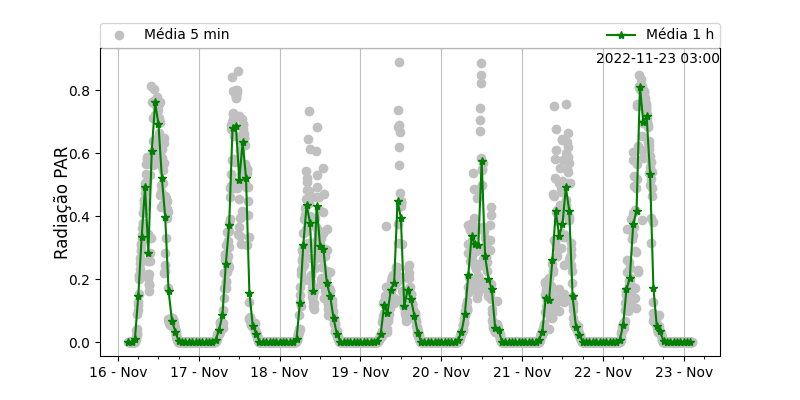 Média 5 min
Média 1 h
2022-11-23 03:00
Radiação PAR
0.8
0.6
0.4
0.2
0.0
16 - Nov
17 - Nov
18 - Nov
19 - Nov
20 - Nov
21 - Nov
22 - Nov
23 - Nov